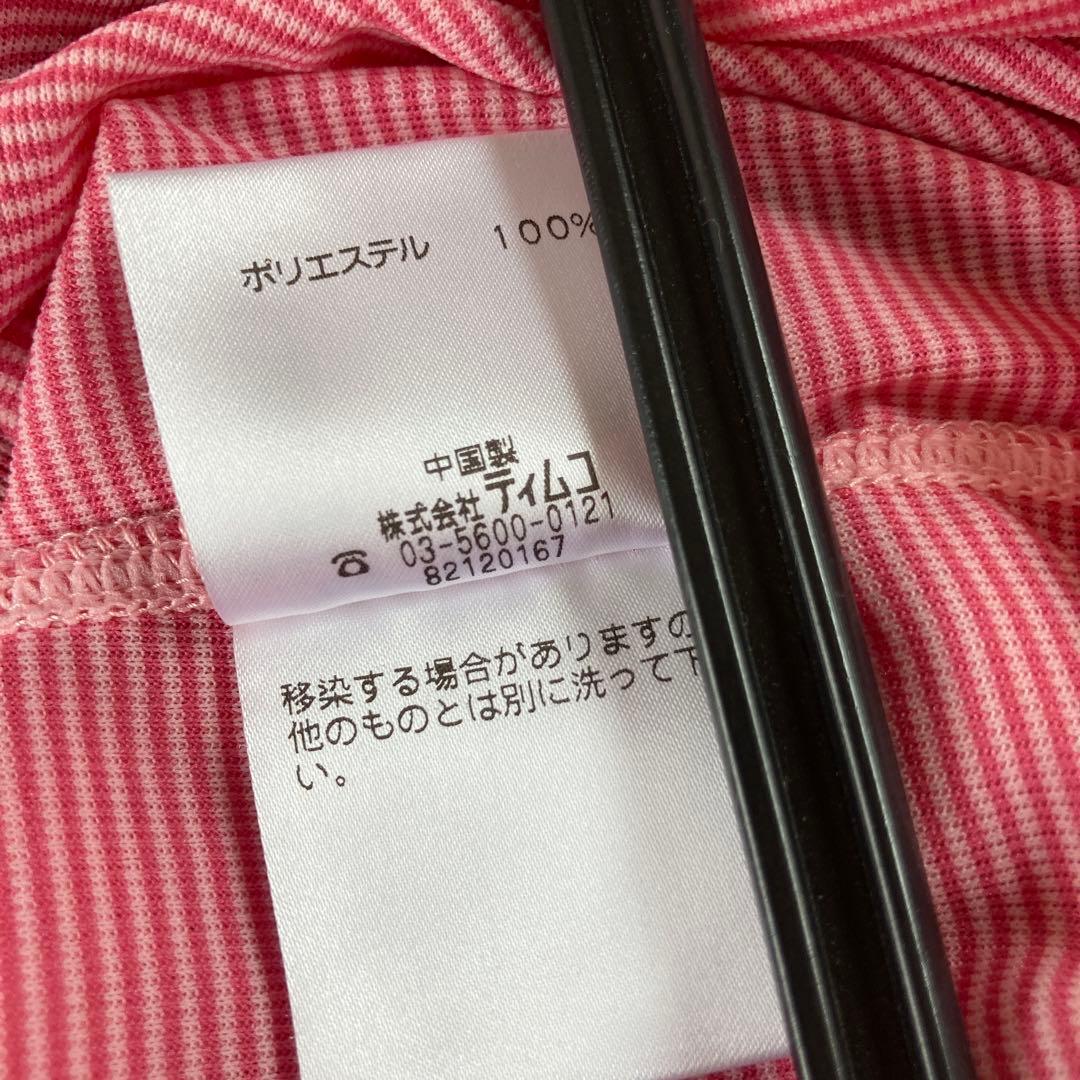 ポリエステル 100%
中国製
株式会社ティムコ
☎ 03-5600-0121
82120167
移染する場合がありますの
他のものとは別に洗って下
い。